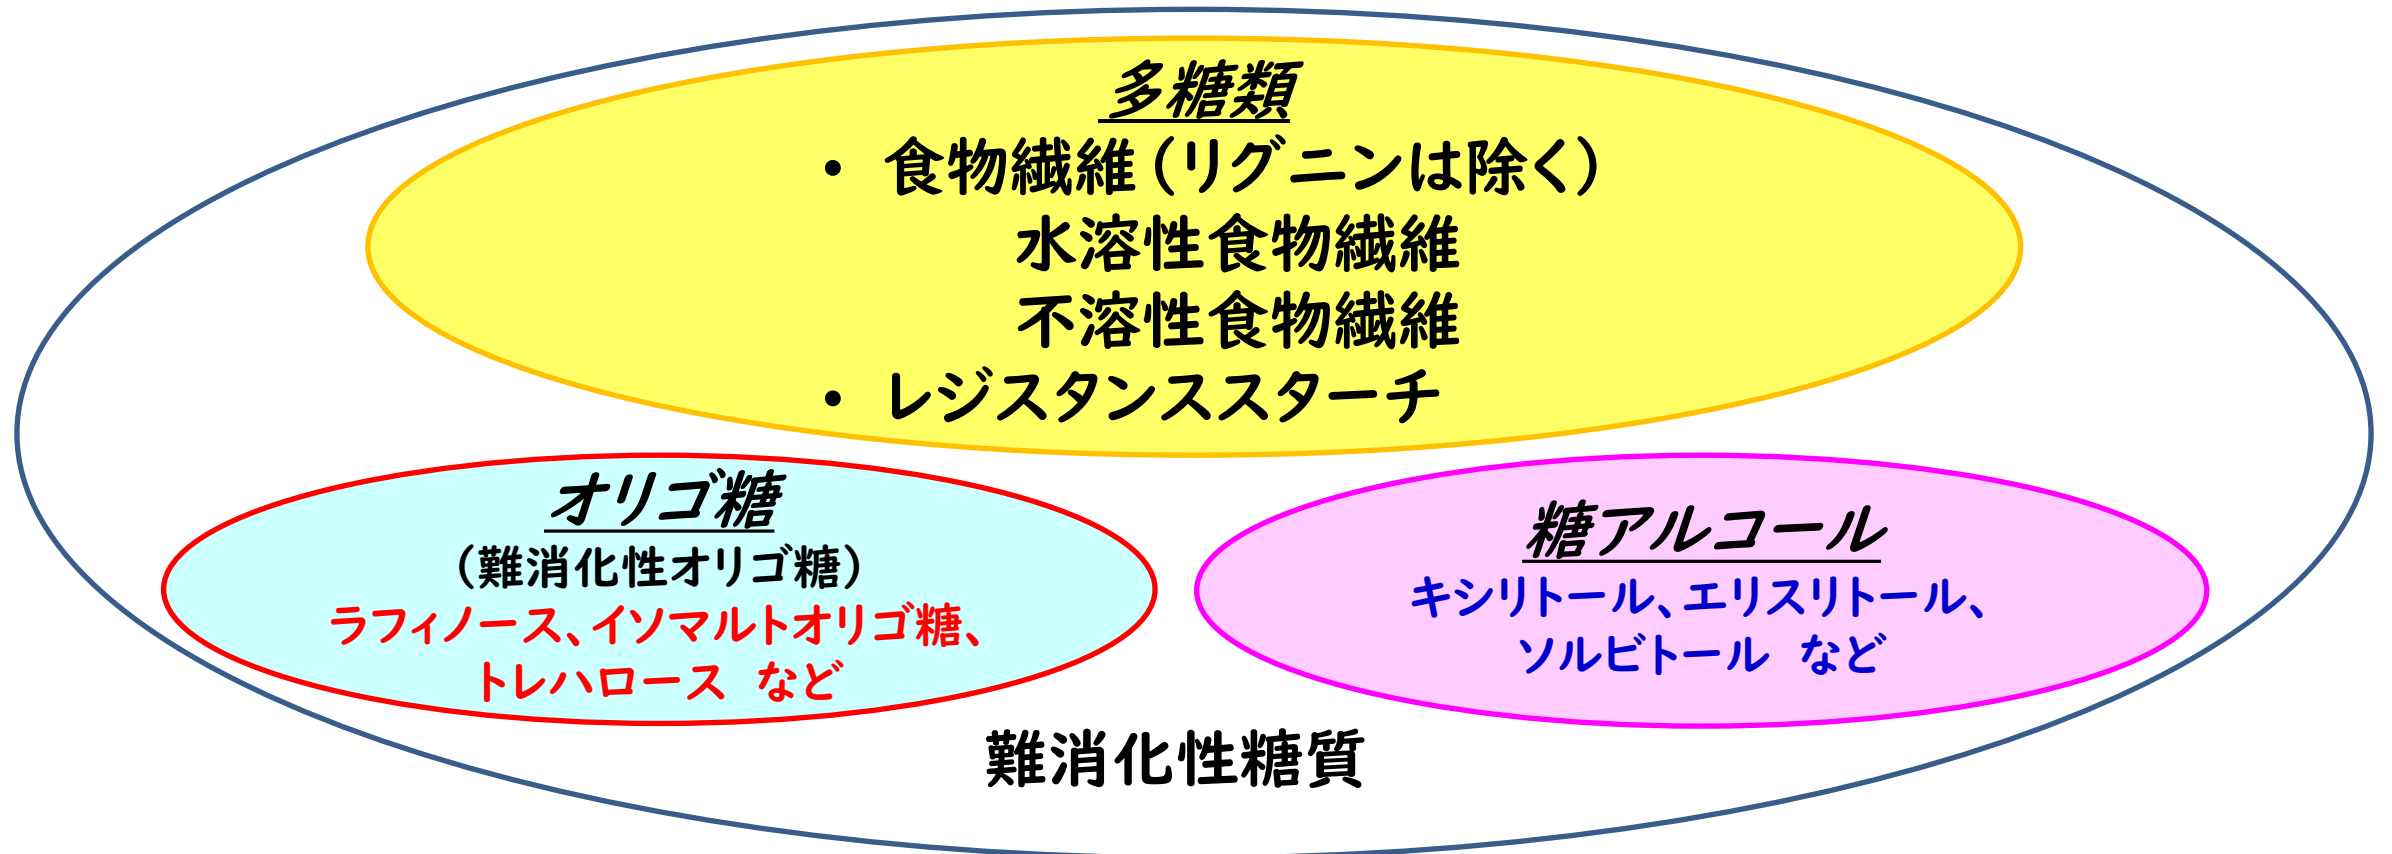 多糖類
• 食物繊維（リグニンは除く）
水溶性食物繊維
不溶性食物繊維
• レジスタンススターチ
オリゴ糖
（難消化性オリゴ糖）
ラフィノース、イソマルトオリゴ糖、
トレハロース　など
糖アルコール
キシリトール、エリスリトール、
ソルビトール　など
難消化性糖質